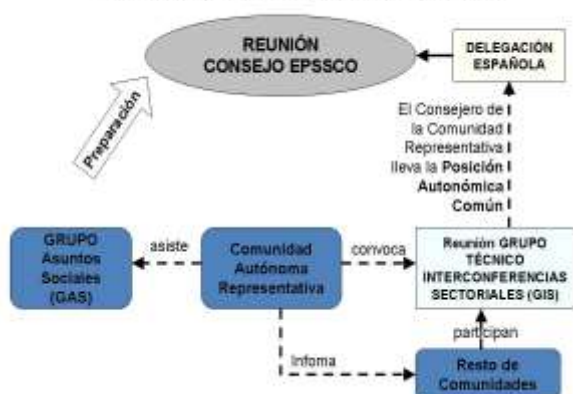 REUNIÓN
CONSEJO EPSSCO
DELEGACIÓN
ESPAÑOLA
Preparación
El Consejero de
la Comunidad
Representativa
lleva la Posición
Autonómica
Común
GRUPO
Asuntos
Sociales
(GAS)
asiste
Comunidad
Autónoma
Representativa
convoca
Reunión GRUPO
TÉCNICO
INTERCONFERENCIAS
SECTORIALES (GIS)
participan
Infoma
Resto de
Comunidades